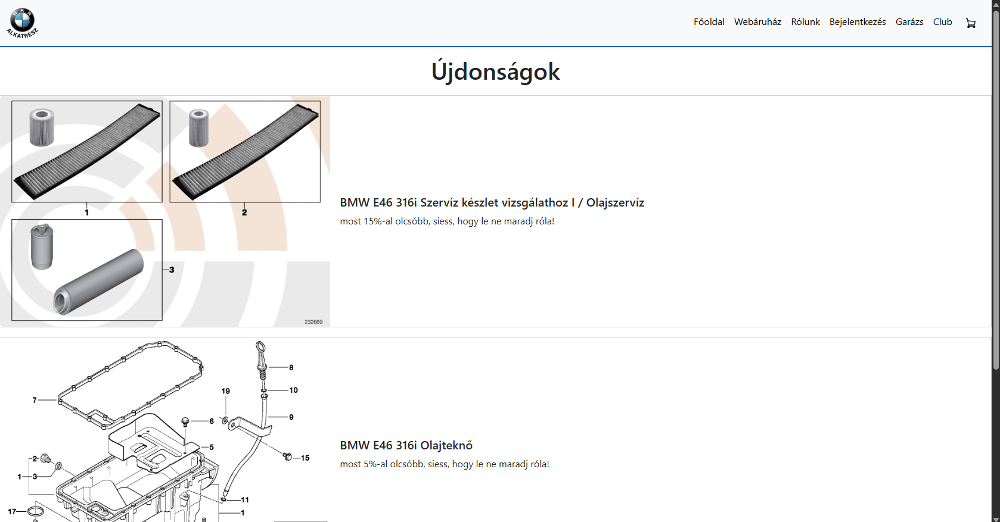 BKR
ALKATRÉSZ
Főoldal Webáruház Rólunk Bejelentkezés Garázs Club
Újdonságok
1
2
3
232689
BMW E46 316i Szervíz készlet vizsgálathoz I / Olajszervíz
most 15%-al olcsóbb, siess, hogy le ne maradj róla!
8
10
19
7
9
6
5
2
15
1
3
11
17
1
BMW E46 316i Olajteknő
most 5%-al olcsóbb, siess, hogy le ne maradj róla!